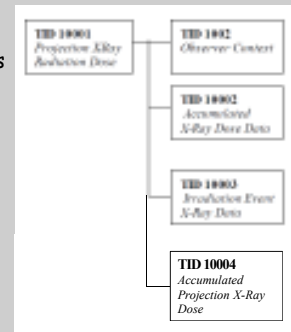 TID 10001
Projection XRay
Radiation Dose
TID 1002
Observer Context
s
TID 10002
Accumulated
X-Ray Dose Data
TID 10003
Irradiation Event
X-Ray Data
TID 10004
Accumulated
Projection X-Ray
Dose